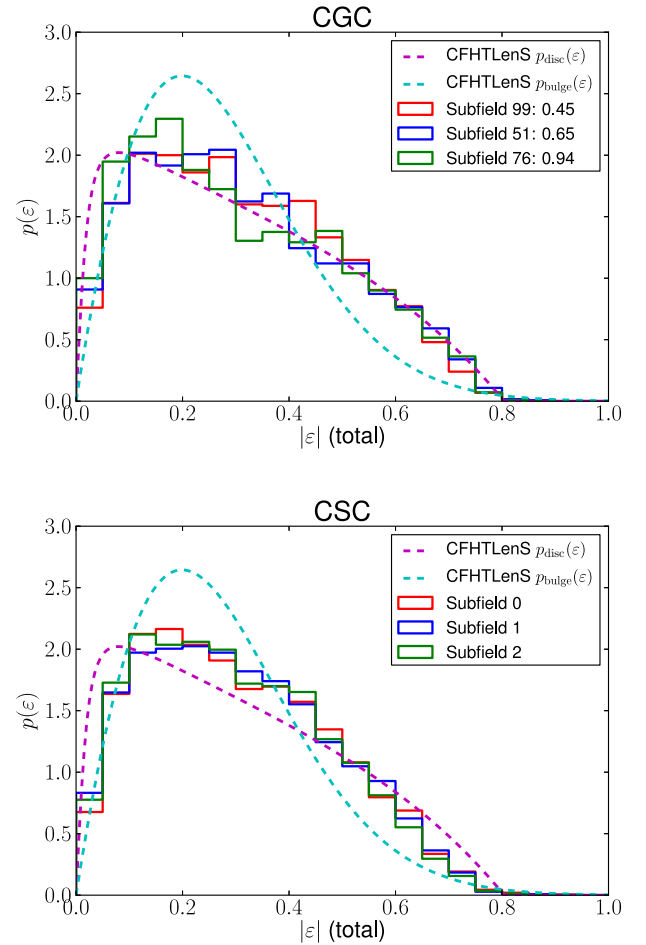 CGC
3.0
2.5
2.0
1.5
1.0
0.5
0.0
p(ε)
CFHTLenS p_disc(ε)
CFHTLenS p_bulge(ε)
Subfield 99: 0.45
Subfield 51: 0.65
Subfield 76: 0.94
0.0 0.2 0.4 0.6 0.8 1.0
|ε| (total)
CSC
3.0
2.5
2.0
1.5
1.0
0.5
0.0
p(ε)
CFHTLenS p_disc(ε)
CFHTLenS p_bulge(ε)
Subfield 0
Subfield 1
Subfield 2
0.0 0.2 0.4 0.6 0.8 1.0
|ε| (total)